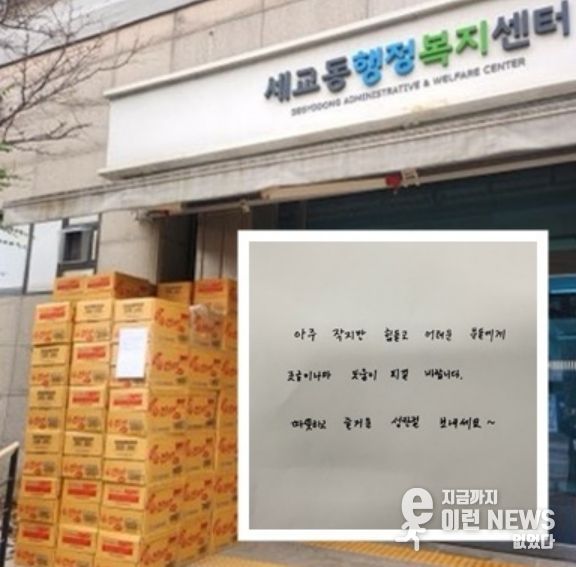 세교동행정복지센터
SEGYODONG ADMINISTRATIVE & WELFARE CENTER
아주 작지만 힘들고 어려운 분들에게
조금이나마 보탬이 되길 바랍니다.
따뜻하고 즐거운 성탄절 보내세요~
지금까지
이런 NEWS
없었다